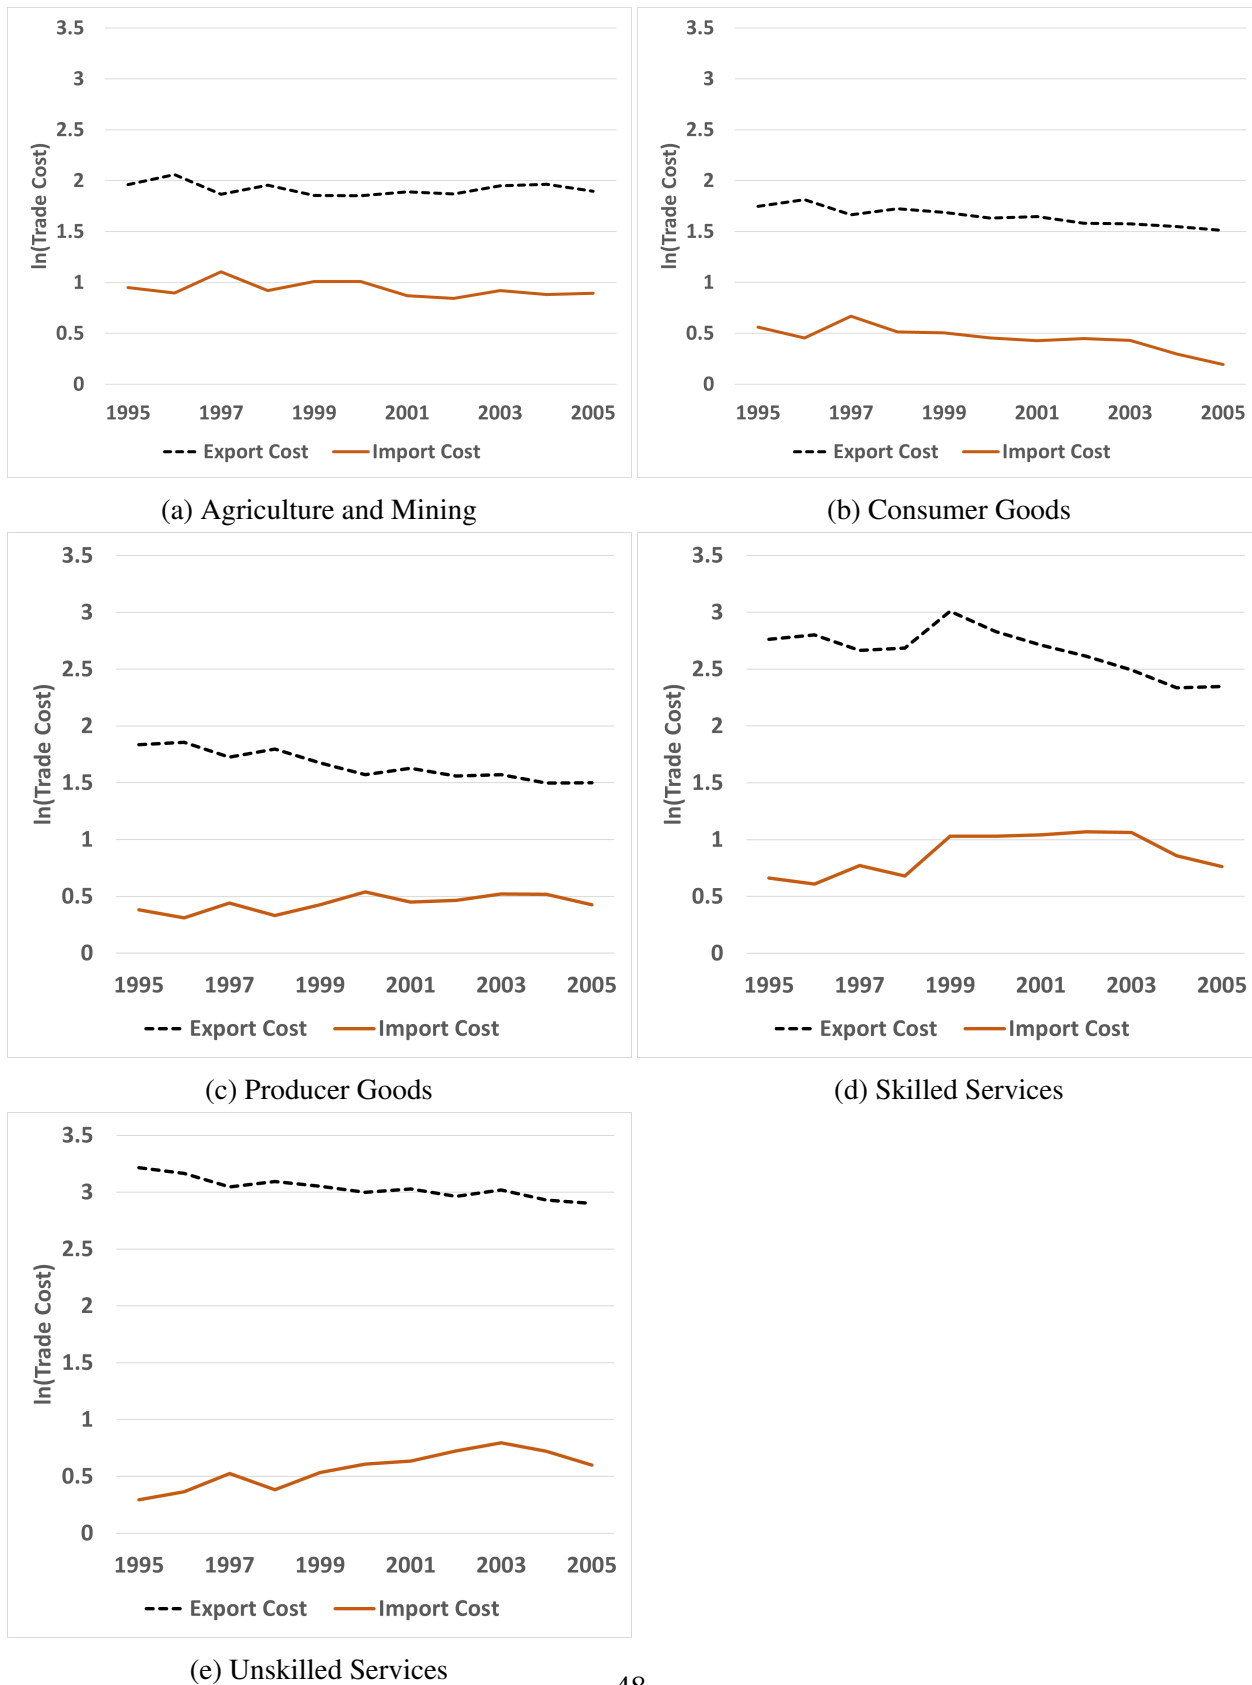 3.5
3
2.5
2
1.5
1
0.5
0
ln(Trade Cost)
1995 1997 1999 2001 2003 2005
Export Cost Import Cost
(a) Agriculture and Mining
3.5
3
2.5
2
1.5
1
0.5
0
ln(Trade Cost)
1995 1997 1999 2001 2003 2005
Export Cost Import Cost
(b) Consumer Goods
3.5
3
2.5
2
1.5
1
0.5
0
ln(Trade Cost)
1995 1997 1999 2001 2003 2005
Export Cost Import Cost
(c) Producer Goods
3.5
3
2.5
2
1.5
1
0.5
0
ln(Trade Cost)
1995 1997 1999 2001 2003 2005
Export Cost Import Cost
(d) Skilled Services
3.5
3
2.5
2
1.5
1
0.5
0
ln(Trade Cost)
1995 1997 1999 2001 2003 2005
Export Cost Import Cost
(e) Unskilled Services
48